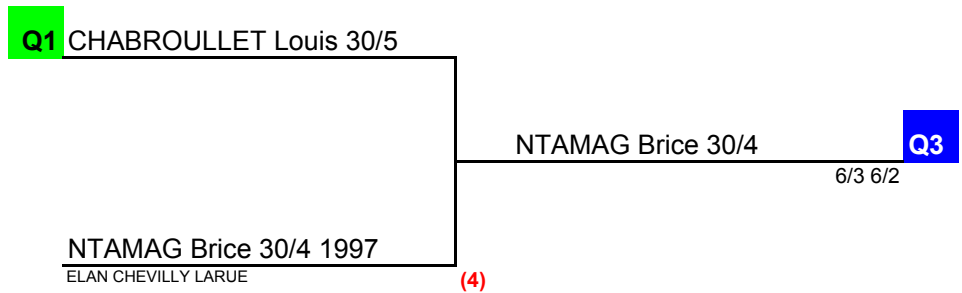 Q1 CHABROULLET Louis 30/5
NTAMAG Brice 30/4 Q3
6/3 6/2
NTAMAG Brice 30/4 1997
ELAN CHEVILLY LARUE (4)